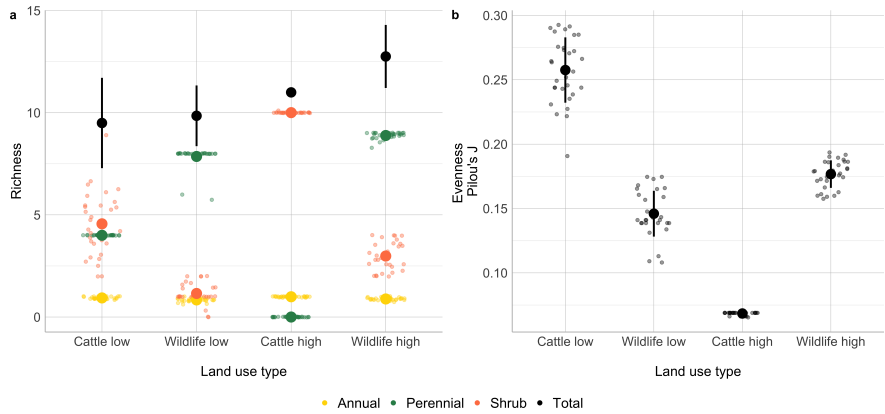 a
15
10
5
0
Richness
Cattle low Wildlife low Cattle high Wildlife high
Land use type
b
0.30
0.25
0.20
0.15
0.10
Evenness
Pilou's J
Cattle low Wildlife low Cattle high Wildlife high
Land use type
Annual Perennial Shrub Total